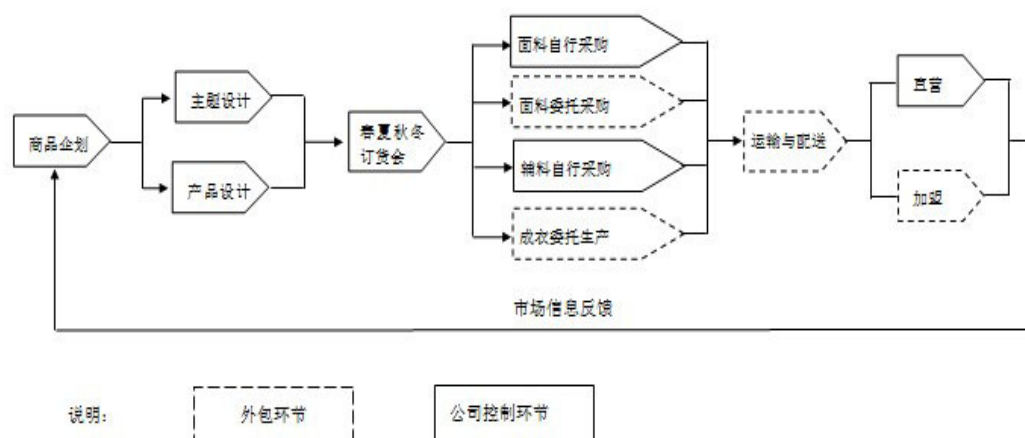 商品企划
主题设计
产品设计
春夏秋冬
订货会
面料自行采购
面料委托采购
辅料自行采购
成衣委托生产
运输与配送
直营
加盟
市场信息反馈
说明：
外包环节
公司控制环节